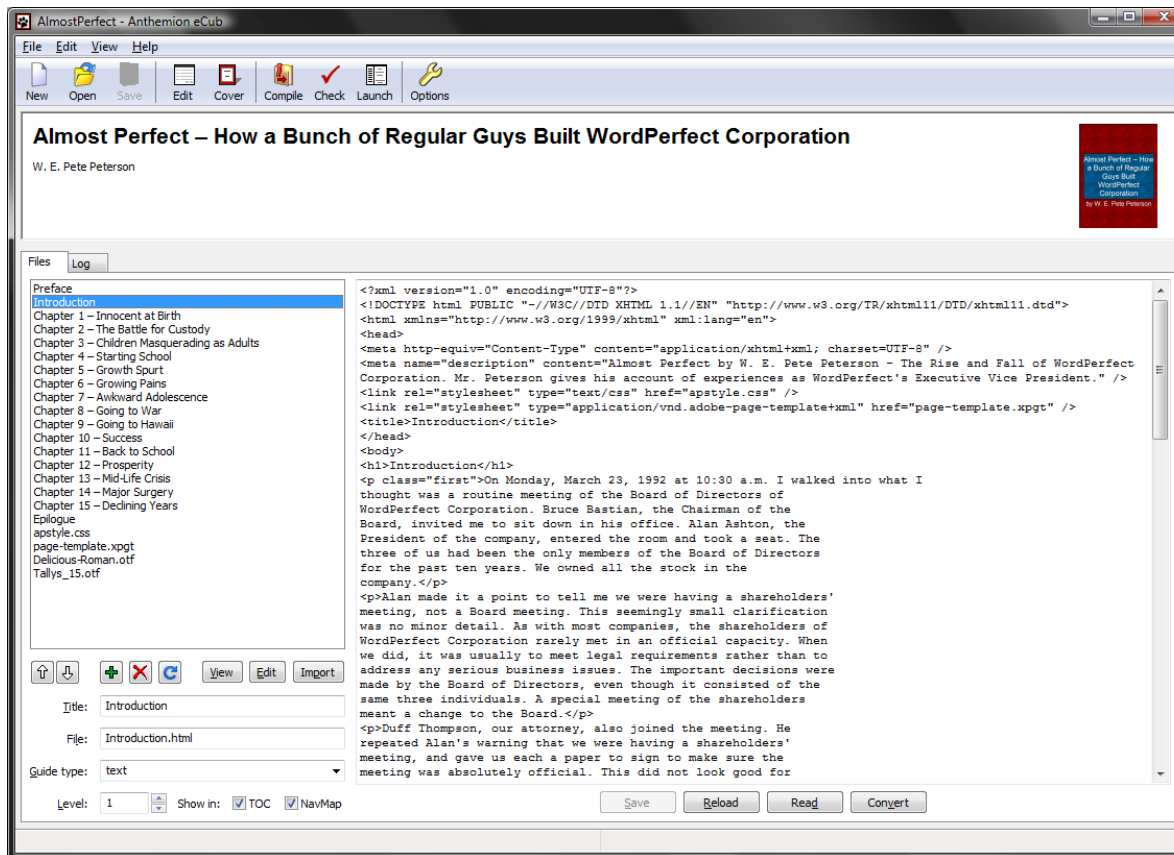 AlmostPerfect - Anthemion eCub
File Edit View Help
New Open Save Edit Cover Compile Check Launch Options
Almost Perfect – How a Bunch of Regular Guys Built WordPerfect Corporation
W. E. Pete Peterson
Almost Perfect – How
a Bunch of Regular
Guys Built
WordPerfect
Corporation
by W. E. Pete Peterson
Files Log
Preface
Introduction
Chapter 1 – Innocent at Birth
Chapter 2 – The Battle for Custody
Chapter 3 – Children Masquerading as Adults
Chapter 4 – Starting School
Chapter 5 – Growth Spurt
Chapter 6 – Growing Pains
Chapter 7 – Awkward Adolescence
Chapter 8 – Going to War
Chapter 9 – Going to Hawaii
Chapter 10 – Success
Chapter 11 – Back to School
Chapter 12 – Prosperity
Chapter 13 – Mid-Life Crisis
Chapter 14 – Major Surgery
Chapter 15 – Declining Years
Epilogue
apstyle.css
page-template.xpgt
Delicious-Roman.otf
Tallys_15.otf
View Edit Import
Title: Introduction
File: Introduction.html
Guide type: text
Level: 1 Show in: TOC NavMap
<?xml version="1.0" encoding="UTF-8"?>
<!DOCTYPE html PUBLIC "-//W3C//DTD XHTML 1.1//EN" "http://www.w3.org/TR/xhtml11/DTD/xhtml11.dtd">
<html xmlns="http://www.w3.org/1999/xhtml" xml:lang="en">
<head>
<meta http-equiv="Content-Type" content="application/xhtml+xml; charset=UTF-8" />
<meta name="description" content="Almost Perfect by W. E. Pete Peterson - The Rise and Fall of WordPerfect
Corporation. Mr. Peterson gives his account of experiences as WordPerfect's Executive Vice President." />
<link rel="stylesheet" type="text/css" href="apstyle.css" />
<link rel="stylesheet" type="application/vnd.adobe-page-template+xml" href="page-template.xpgt" />
<title>Introduction</title>
</head>
<body>
<h1>Introduction</h1>
<p class="first">On Monday, March 23, 1992 at 10:30 a.m. I walked into what I
thought was a routine meeting of the Board of Directors of
WordPerfect Corporation. Bruce Bastian, the Chairman of the
Board, invited me to sit down in his office. Alan Ashton, the
President of the company, entered the room and took a seat. The
three of us had been the only members of the Board of Directors
for the past ten years. We owned all the stock in the
company.</p>
<p>Alan made it a point to tell me we were having a shareholders'
meeting, not a Board meeting. This seemingly small clarification
was no minor detail. As with most companies, the shareholders of
WordPerfect Corporation rarely met in an official capacity. When
we did, it was usually to meet legal requirements rather than to
address any serious business issues. The important decisions were
made by the Board of Directors, even though it consisted of the
same three individuals. A special meeting of the shareholders
meant a change to the Board.</p>
<p>Duff Thompson, our attorney, also joined the meeting. He
repeated Alan's warning that we were having a shareholders'
meeting, and gave us each a paper to sign to make sure the
meeting was absolutely official. This did not look good for
Save Reload Read Convert